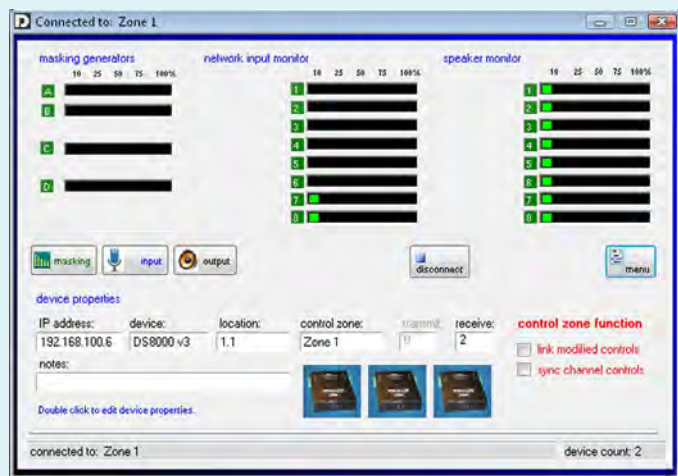 Connected to: Zone 1
masking generators network input monitor speaker monitor
10 25 50 75 100% 10 25 50 75 100% 10 25 50 75 100%
A 1 1
B 2 2
3 3
C 4 4
5 5
D 6 6
7 7
8 8
masking input output disconnect menu
device properties
IP address: device: location: control zone: transmit: receive: control zone function
192.168.100.6 DS8000 v3 1.1 Zone 1 0 2 link modified controls
notes: sync channel controls
Double click to edit device properties.
connected to: Zone 1 device count: 2